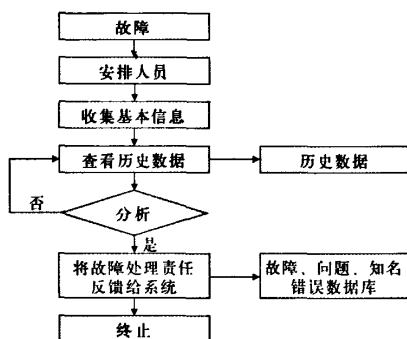 故障
安排人员
收集基本信息
查看历史数据
历史数据
否
分析
是
将故障处理责任
反馈给系统
故障、问题、知名
错误数据库
终止